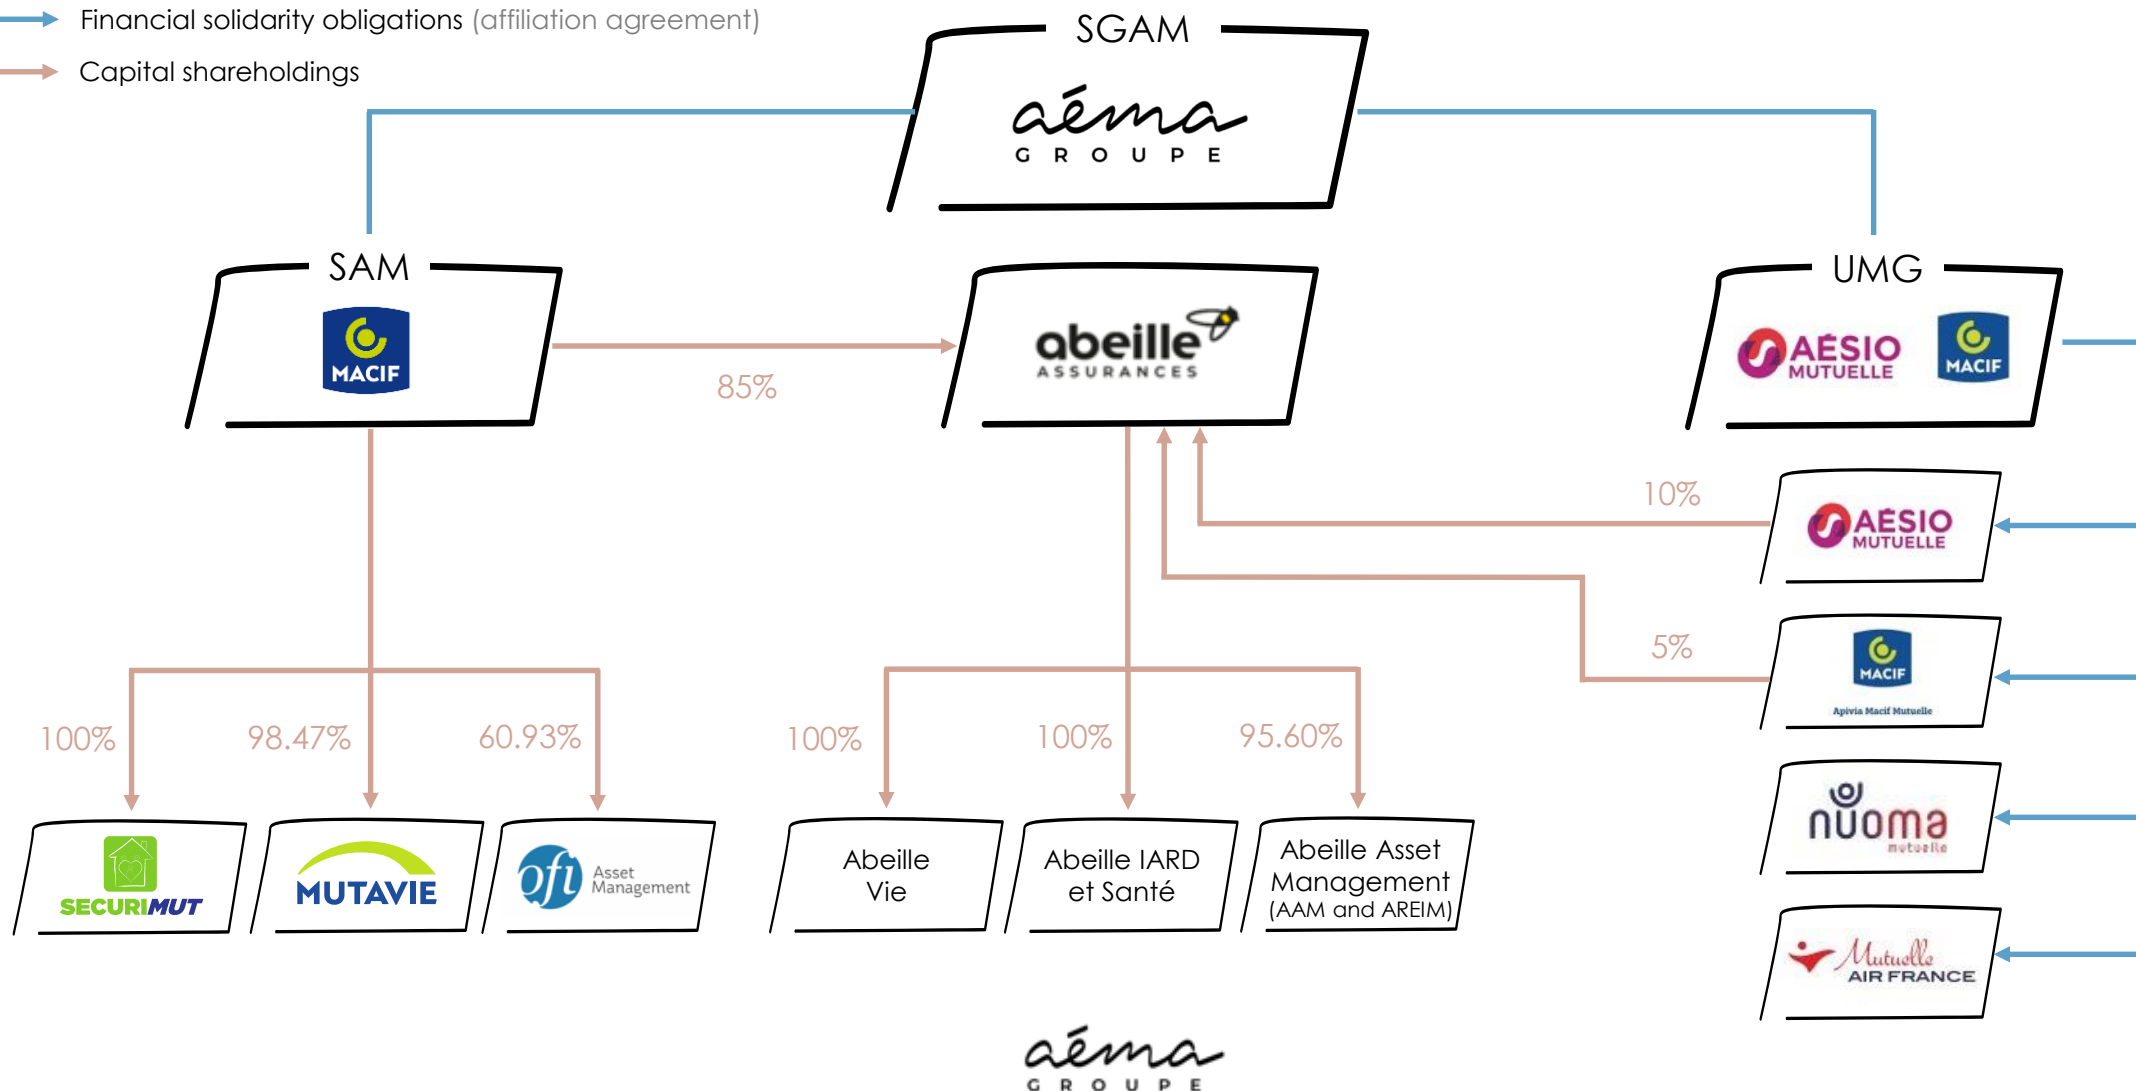 Financial solidarity obligations (affiliation agreement)
Capital shareholdings
SGAM
aéma
GROUPE
SAM
MACIF
85%
abeille
ASSURANCES
UMG
AÉSIO
MUTUELLE
MACIF
10%
AÉSIO
MUTUELLE
5%
MACIF
Apivia Macif Mutuelle
nuoma
mutuelle
Mutuelle
AIR FRANCE
100%
98.47%
60.93%
100%
100%
95.60%
SECURIMUT
MUTAVIE
ofi Asset
Management
Abeille
Vie
Abeille IARD
et Santé
Abeille Asset
Management
(AAM and AREIM)
aéma
GROUPE